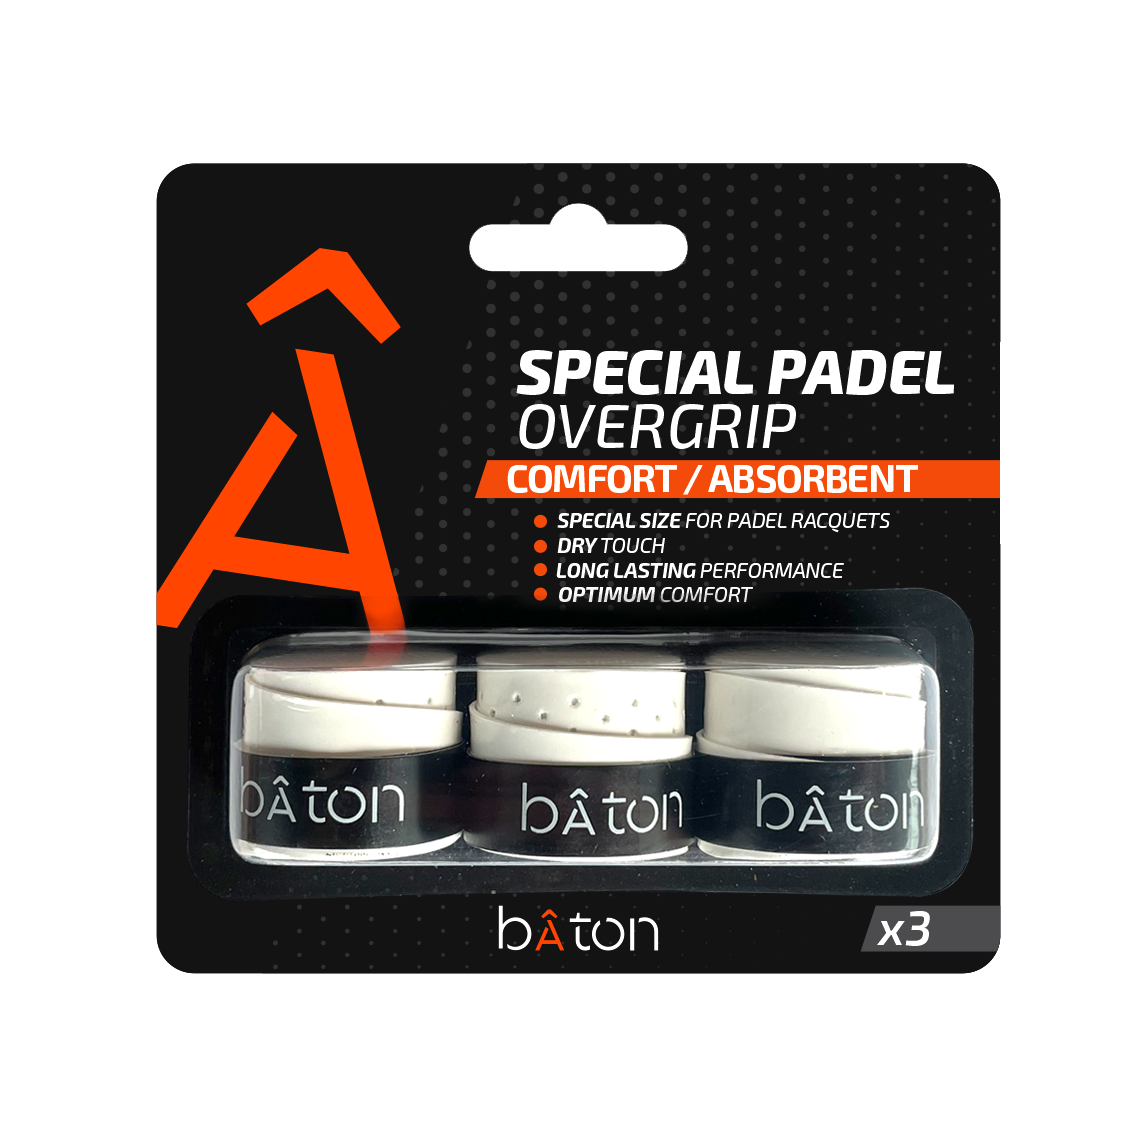 Â
SPECIAL PADEL
OVERGRIP
COMFORT / ABSORBENT
SPECIAL SIZE FOR PADEL RACQUETS
DRY TOUCH
LONG LASTING PERFORMANCE
OPTIMUM COMFORT
bâton
bâton
bâton
bâton
x3